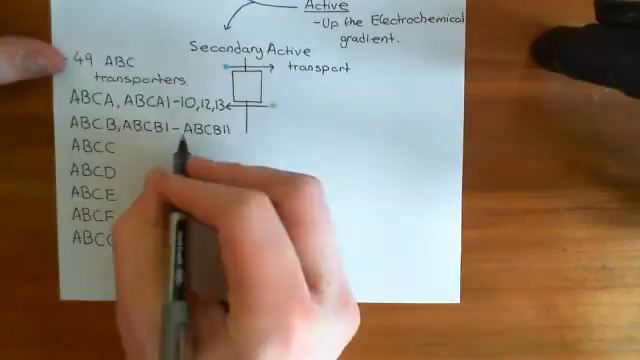 Active
-Up the Electrochemical
gradient.
Secondary Active
transport
-49 ABC
transporters.
ABCA, ABCA1-10,12,13
ABCB, ABCB1-ABCB11
ABCC
ABCD
ABCE
ABCF